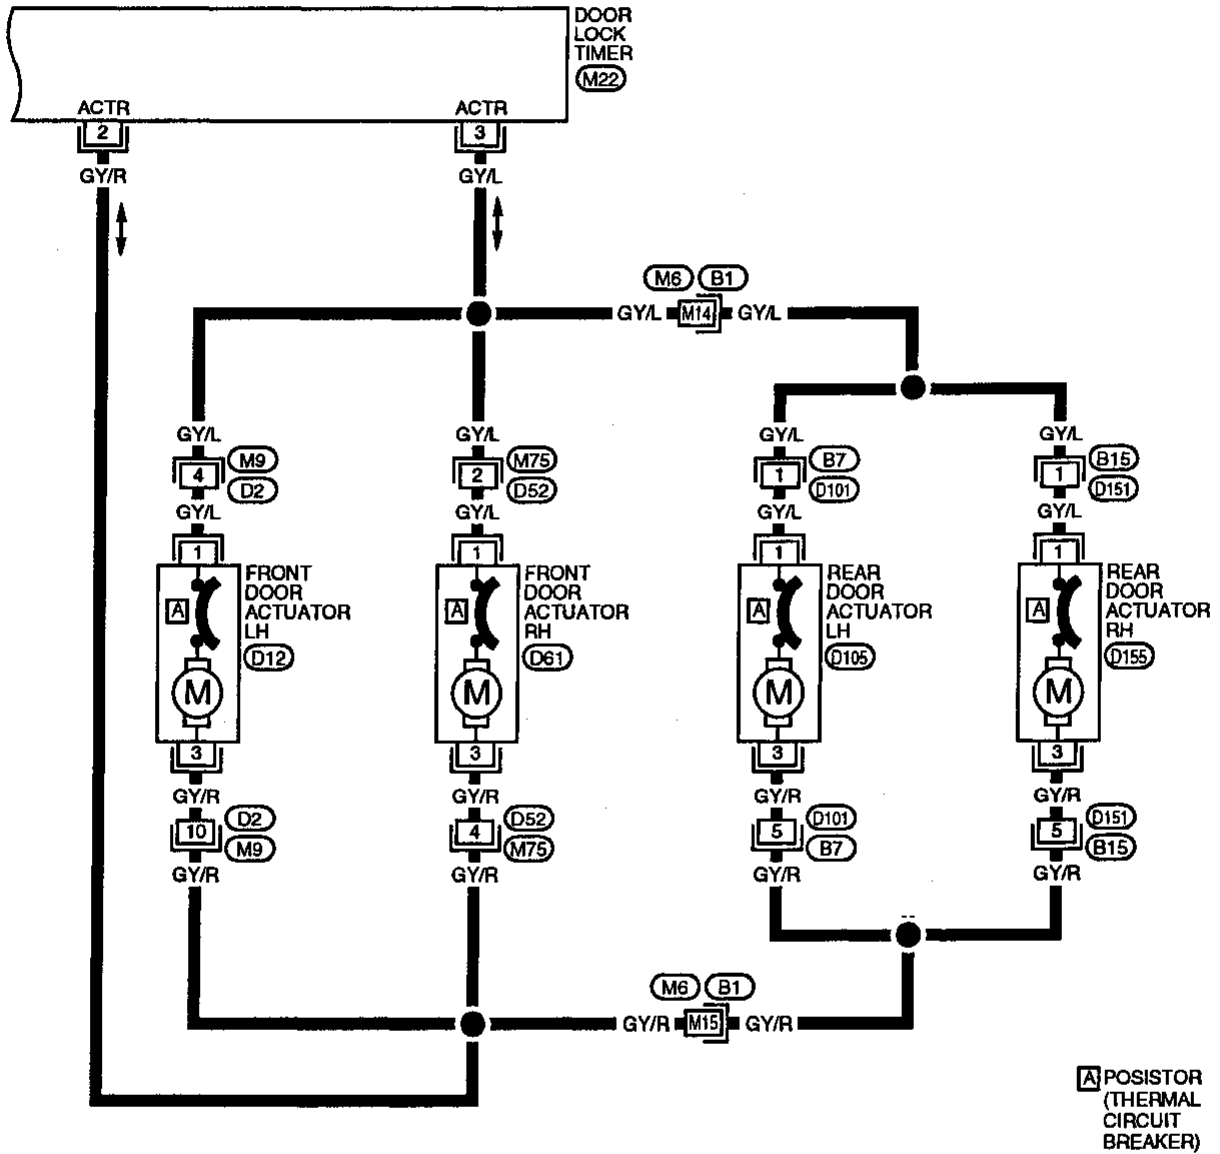 DOOR
LOCK
TIMER
M22
ACTR
ACTR
2
3
GY/R
GY/L
M6 B1
GY/L M14 GY/L
GY/L
GY/L
GY/L
GY/L
4
M9
D2
2
M75
D52
1
B7
D101
1
B15
D151
GY/L
GY/L
GY/L
GY/L
1
1
1
1
FRONT
DOOR
ACTUATOR
LH
D12
A
M
FRONT
DOOR
ACTUATOR
RH
D61
A
M
REAR
DOOR
ACTUATOR
LH
D105
A
M
REAR
DOOR
ACTUATOR
RH
D155
A
M
3
3
3
3
GY/R
GY/R
GY/R
GY/R
10
D2
M9
4
D52
M75
5
D101
B7
5
D151
B15
GY/R
GY/R
GY/R
GY/R
M6 B1
GY/R M15 GY/R
A POSISTOR
(THERMAL
CIRCUIT
BREAKER)